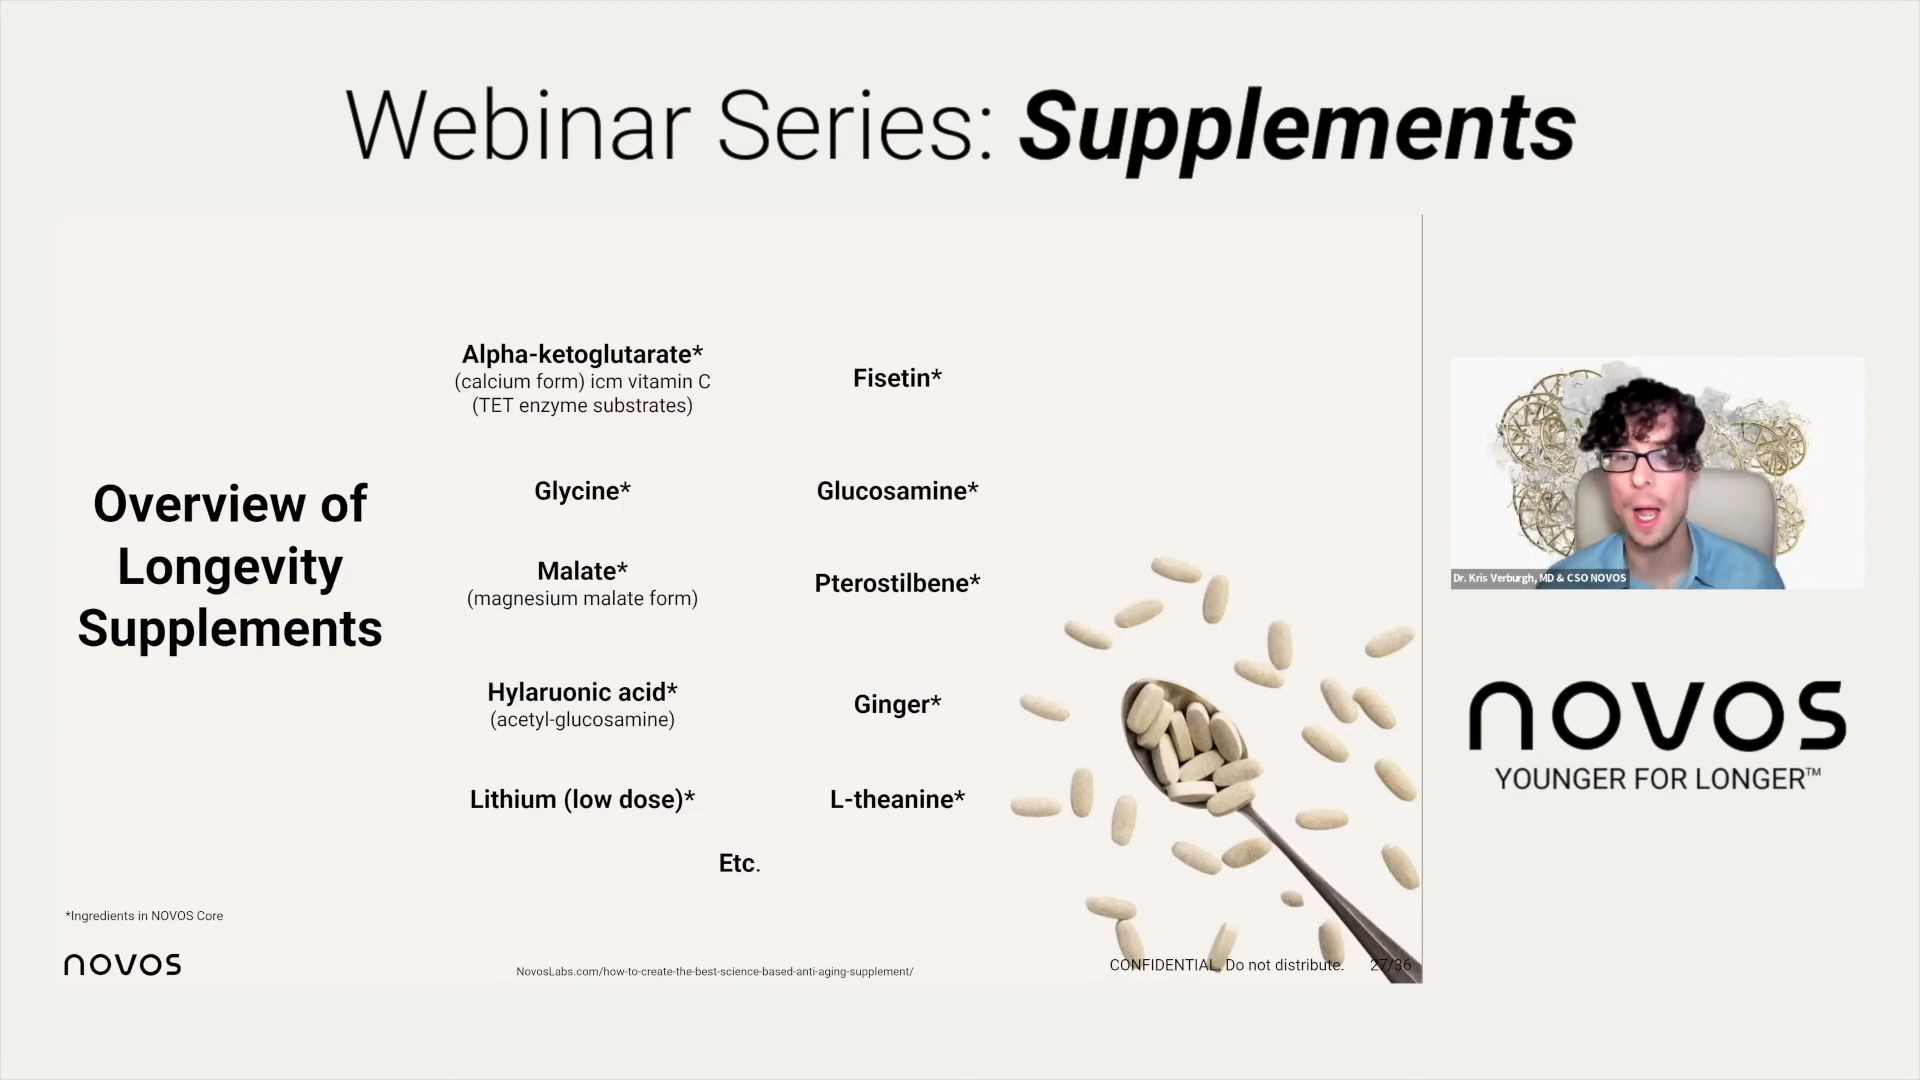 Webinar Series: Supplements
Overview of
Longevity
Supplements
Alpha-ketoglutarate*
(calcium form) icm vitamin C
(TET enzyme substrates)
Fisetin*
Glycine*
Glucosamine*
Malate*
(magnesium malate form)
Pterostilbene*
Hylaruonic acid*
(acetyl-glucosamine)
Ginger*
Lithium (low dose)*
L-theanine*
Etc.
*Ingredients in NOVOS Core
novos
NovosLabs.com/how-to-create-the-best-science-based-anti-aging-supplement/
CONFIDENTIAL. Do not distribute.
27/36
Dr. Kris Verburgh, MD & CSO NOVOS
novos
YOUNGER FOR LONGER™